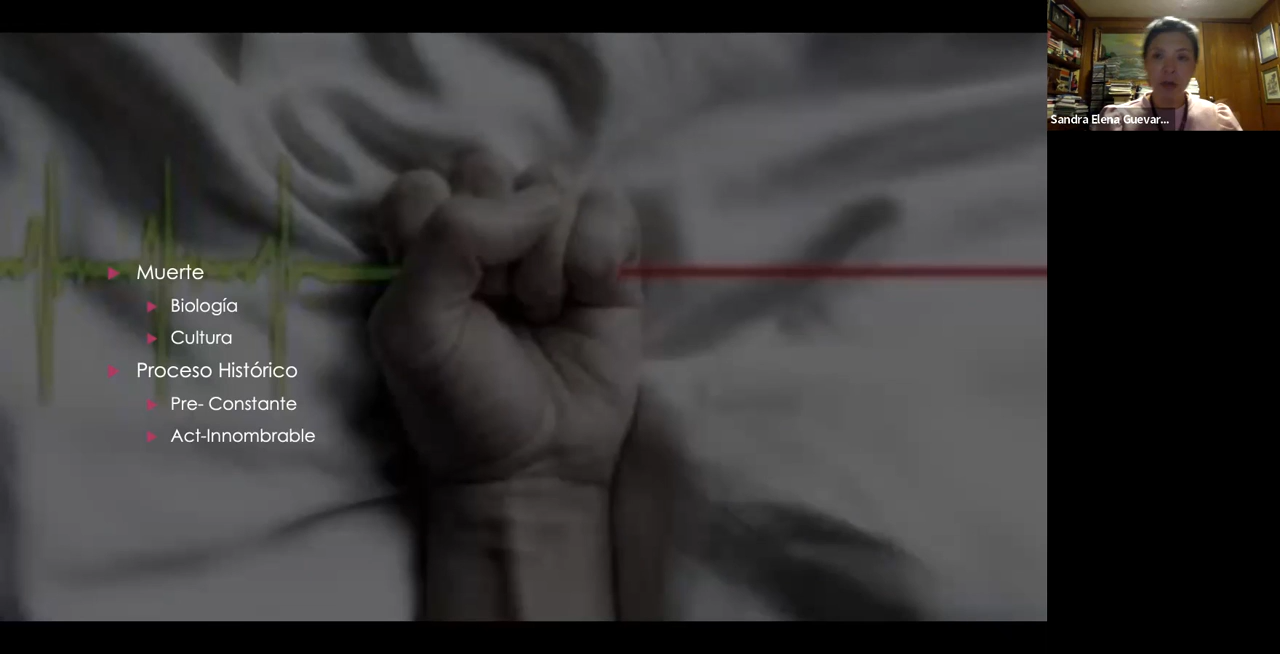 Muerte
Biología
Cultura
Proceso Histórico
Pre- Constante
Act-Innombrable
Sandra Elena Guevar...